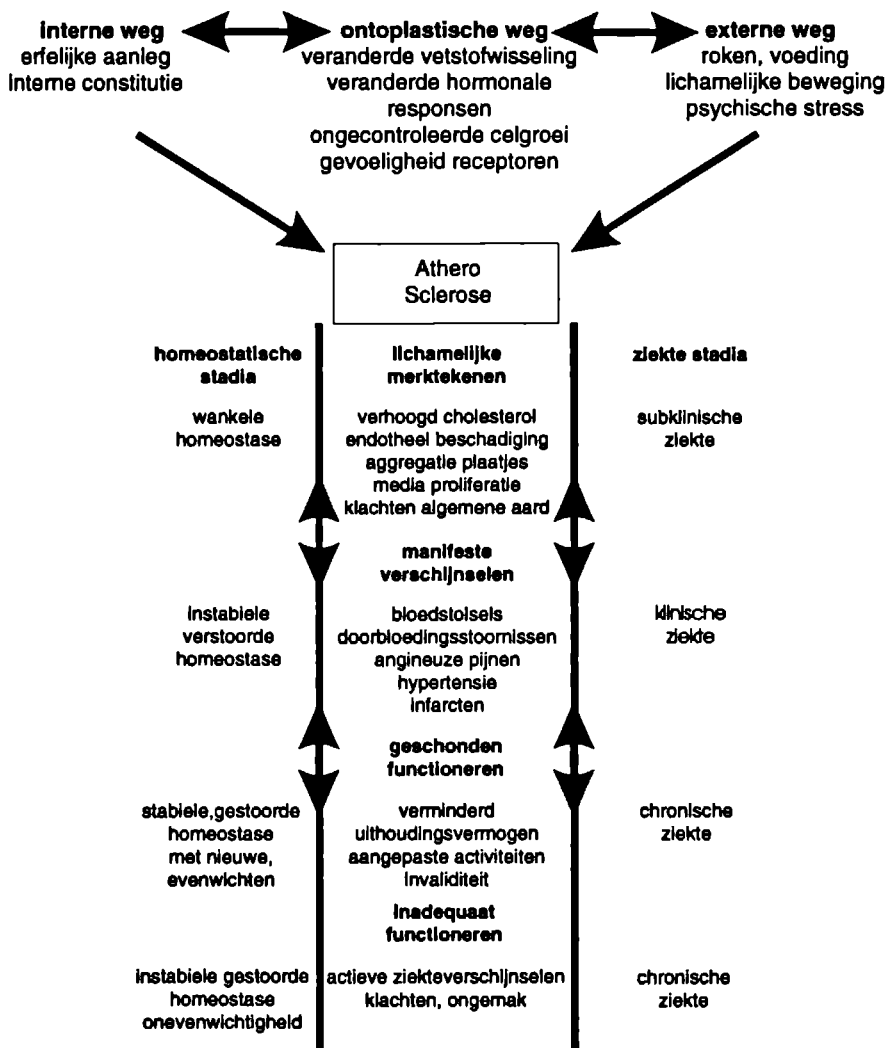 interne weg
erfelijke aanleg
interne constitutie
ontoplastische weg
veranderde vetstofwisseling
veranderde hormonale
responsen
ongecontroleerde celgroei
gevoeligheid receptoren
externe weg
roken, voeding
lichamelijke beweging
psychische stress
Athero
Sclerose
homeostatische
stadia
lichamelijke
merktekenen
ziekte stadia
wankele
homeostase
verhoogd cholesterol
endotheel beschadiging
aggregatie plaatjes
media proliferatie
klachten algemene aard
subklinische
ziekte
manifeste
verschijnselen
instabiele
verstoorde
homeostase
bloedstolsels
doorbloedingsstoornissen
angineuze pijnen
hypertensie
infarcten
klinische
ziekte
geschonden
functioneren
stabiele,gestoorde
homeostase
met nieuwe,
evenwichten
verminderd
uithoudingsvermogen
aangepaste activiteiten
invaliditeit
chronische
ziekte
inadequaat
functioneren
instabiele gestoorde
homeostase
onevenwichtigheid
actieve ziekteverschijnselen
klachten, ongemak
chronische
ziekte